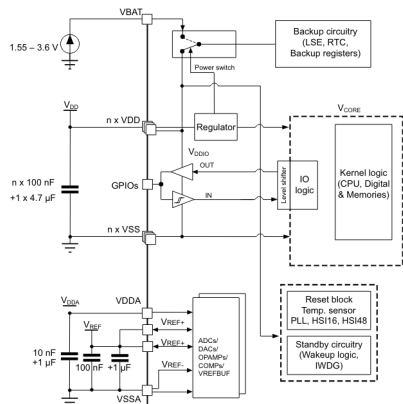 VBAT
1.55 – 3.6 V
Backup circuitry
(LSE, RTC,
Backup registers)
Power switch
VDD
n x VDD
Regulator
VCORE
VDDIO
OUT
n x 100 nF
+1 x 4.7 µF
GPIOs
IN
Level shifter
IO
logic
Kernel logic
(CPU, Digital
& Memories)
n x VSS
VDDA
VDDA
VREF
VREF+
VREF+
VREF-
10 nF
+1 µF
100 nF
+1 µF
VSSA
ADCs/
DACs/
OPAMPs/
COMPs/
VREFBUF
Reset block
Temp. sensor
PLL, HSI16, HSI48
Standby circuitry
(Wakeup logic,
IWDG)